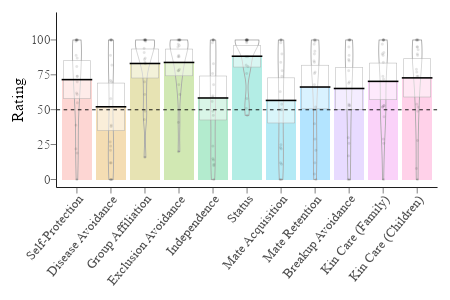 Rating
100
75
50
25
0
Self-Protection
Disease Avoidance
Group Affiliation
Exclusion Avoidance
Independence
Status
Mate Acquisition
Mate Retention
Breakup Avoidance
Kin Care (Family)
Kin Care (Children)